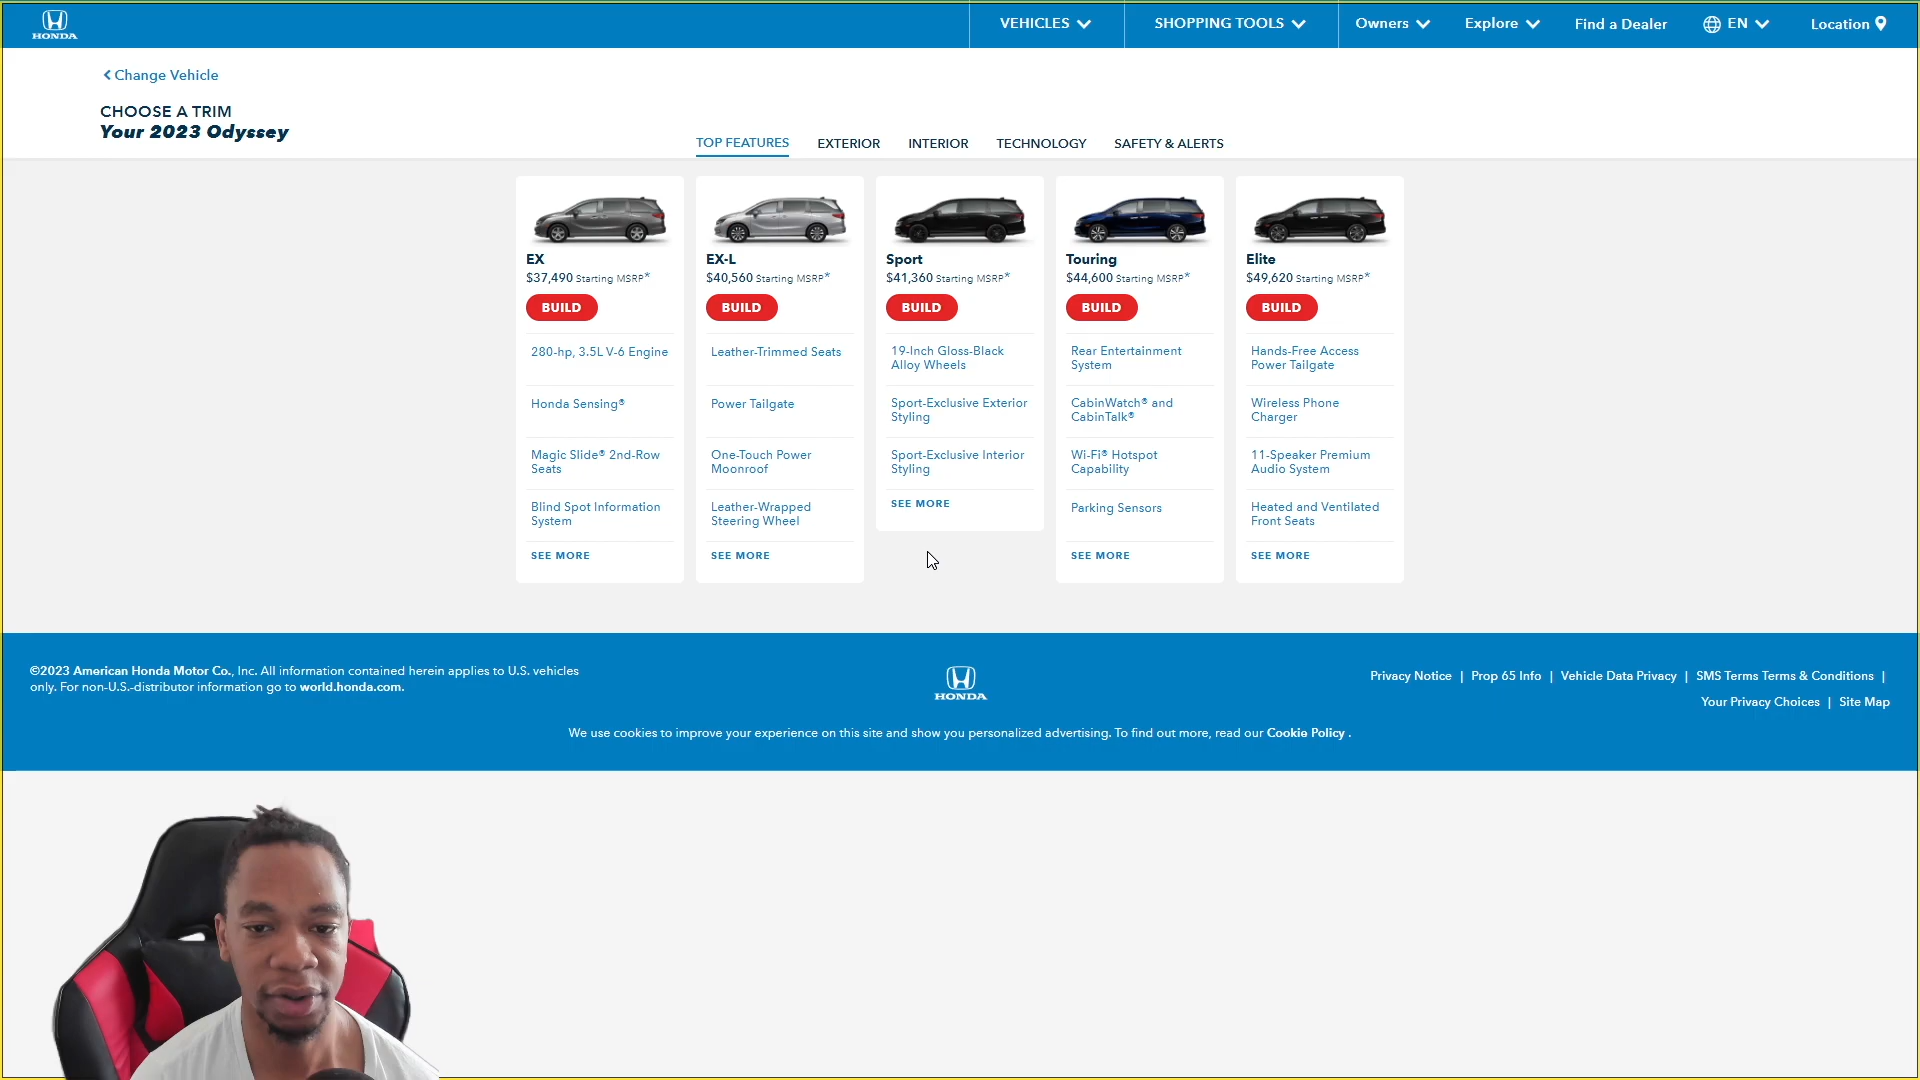 HONDA
VEHICLES
SHOPPING TOOLS
Owners
Explore
Find a Dealer
EN
Location
Change Vehicle
CHOOSE A TRIM
Your 2023 Odyssey
TOP FEATURES
EXTERIOR
INTERIOR
TECHNOLOGY
SAFETY & ALERTS
EX
$37,490 Starting MSRP*
BUILD
280-hp, 3.5L V-6 Engine
Honda Sensing®
Magic Slide® 2nd-Row
Seats
Blind Spot Information
System
SEE MORE
EX-L
$40,560 Starting MSRP*
BUILD
Leather-Trimmed Seats
Power Tailgate
One-Touch Power
Moonroof
Leather-Wrapped
Steering Wheel
SEE MORE
Sport
$41,360 Starting MSRP*
BUILD
19-Inch Gloss-Black
Alloy Wheels
Sport-Exclusive Exterior
Styling
Sport-Exclusive Interior
Styling
SEE MORE
Touring
$44,600 Starting MSRP*
BUILD
Rear Entertainment
System
CabinWatch® and
CabinTalk®
Wi-Fi® Hotspot
Capability
Parking Sensors
SEE MORE
Elite
$49,620 Starting MSRP*
BUILD
Hands-Free Access
Power Tailgate
Wireless Phone
Charger
11-Speaker Premium
Audio System
Heated and Ventilated
Front Seats
SEE MORE
©2023 American Honda Motor Co., Inc. All information contained herein applies to U.S. vehicles
only. For non-U.S.-distributor information go to world.honda.com.
HONDA
Privacy Notice | Prop 65 Info | Vehicle Data Privacy | SMS Terms Terms & Conditions |
Your Privacy Choices | Site Map
We use cookies to improve your experience on this site and show you personalized advertising. To find out more, read our Cookie Policy .